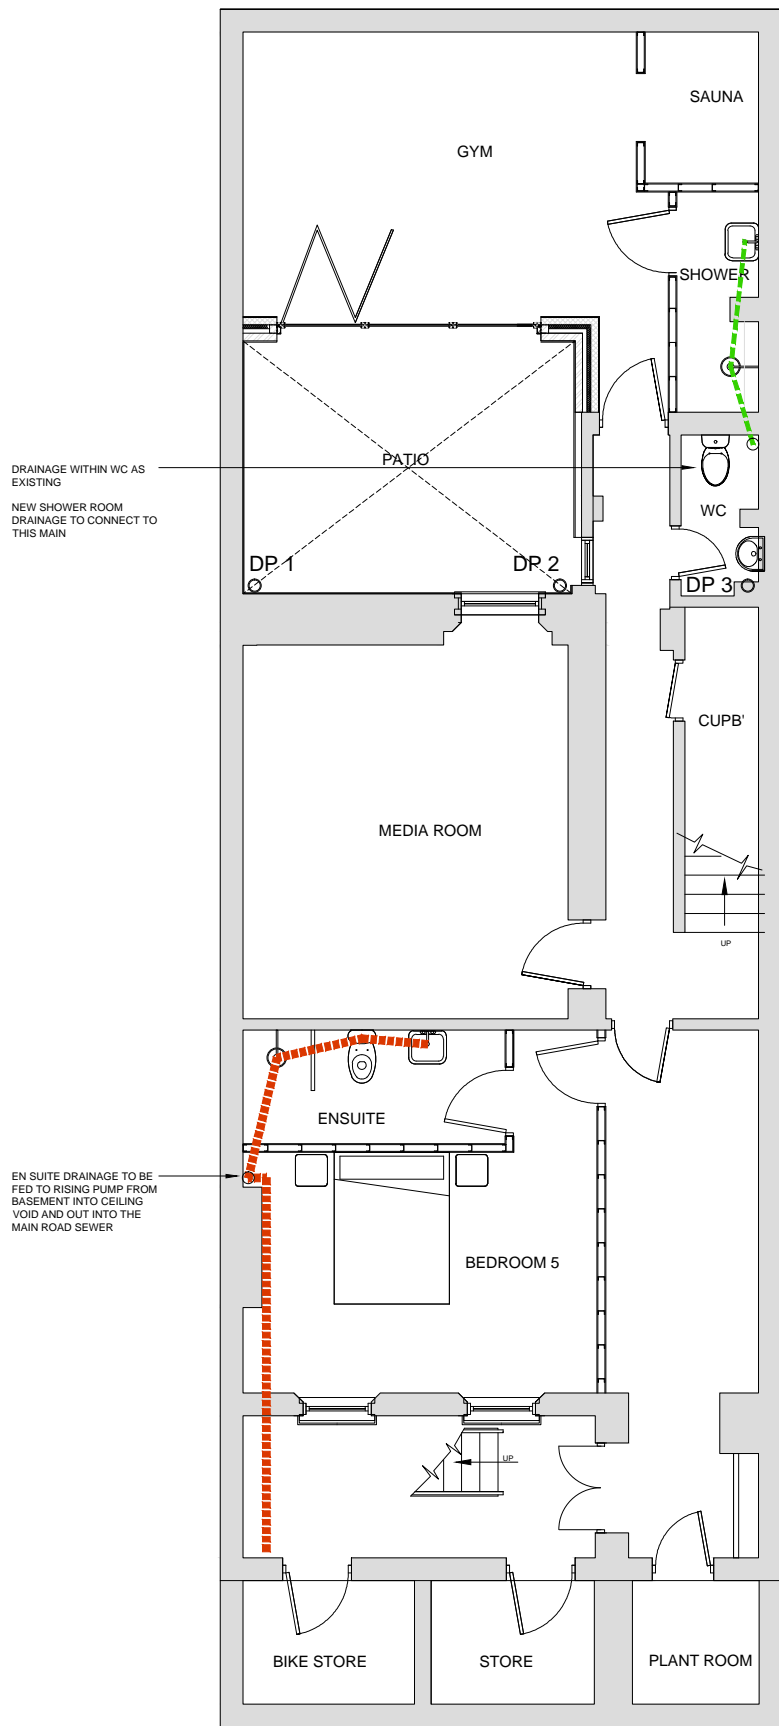 SAUNA
GYM
SHOWER
DRAINAGE WITHIN WC AS
EXISTING
NEW SHOWER ROOM
DRAINAGE TO CONNECT TO
THIS MAIN
PATIO
WC
DP 1
DP 2
DP 3
CUPB'
MEDIA ROOM
UP
ENSUITE
EN SUITE DRAINAGE TO BE
FED TO RISING PUMP FROM
BASEMENT INTO CEILING
VOID AND OUT INTO THE
MAIN ROAD SEWER
BEDROOM 5
UP
BIKE STORE
STORE
PLANT ROOM